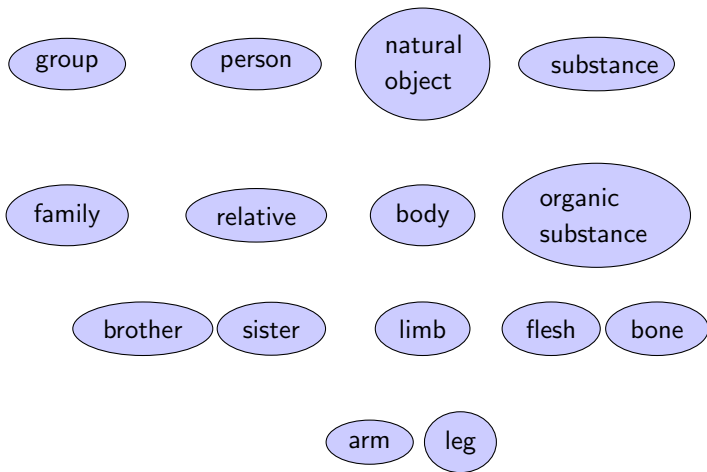 group
person
natural
object
substance
family
relative
body
organic
substance
brother
sister
limb
flesh
bone
arm
leg